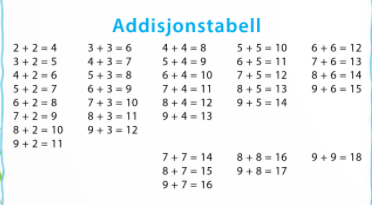 Addisjonstabell
2 + 2 = 4 3 + 3 = 6 4 + 4 = 8 5 + 5 = 10 6 + 6 = 12
3 + 2 = 5 4 + 3 = 7 5 + 4 = 9 6 + 5 = 11 7 + 6 = 13
4 + 2 = 6 5 + 3 = 8 6 + 4 = 10 7 + 5 = 12 8 + 6 = 14
5 + 2 = 7 6 + 3 = 9 7 + 4 = 11 8 + 5 = 13 9 + 6 = 15
6 + 2 = 8 7 + 3 = 10 8 + 4 = 12 9 + 5 = 14
7 + 2 = 9 8 + 3 = 11 9 + 4 = 13
8 + 2 = 10 9 + 3 = 12
9 + 2 = 11
7 + 7 = 14 8 + 8 = 16 9 + 9 = 18
8 + 7 = 15 9 + 8 = 17
9 + 7 = 16